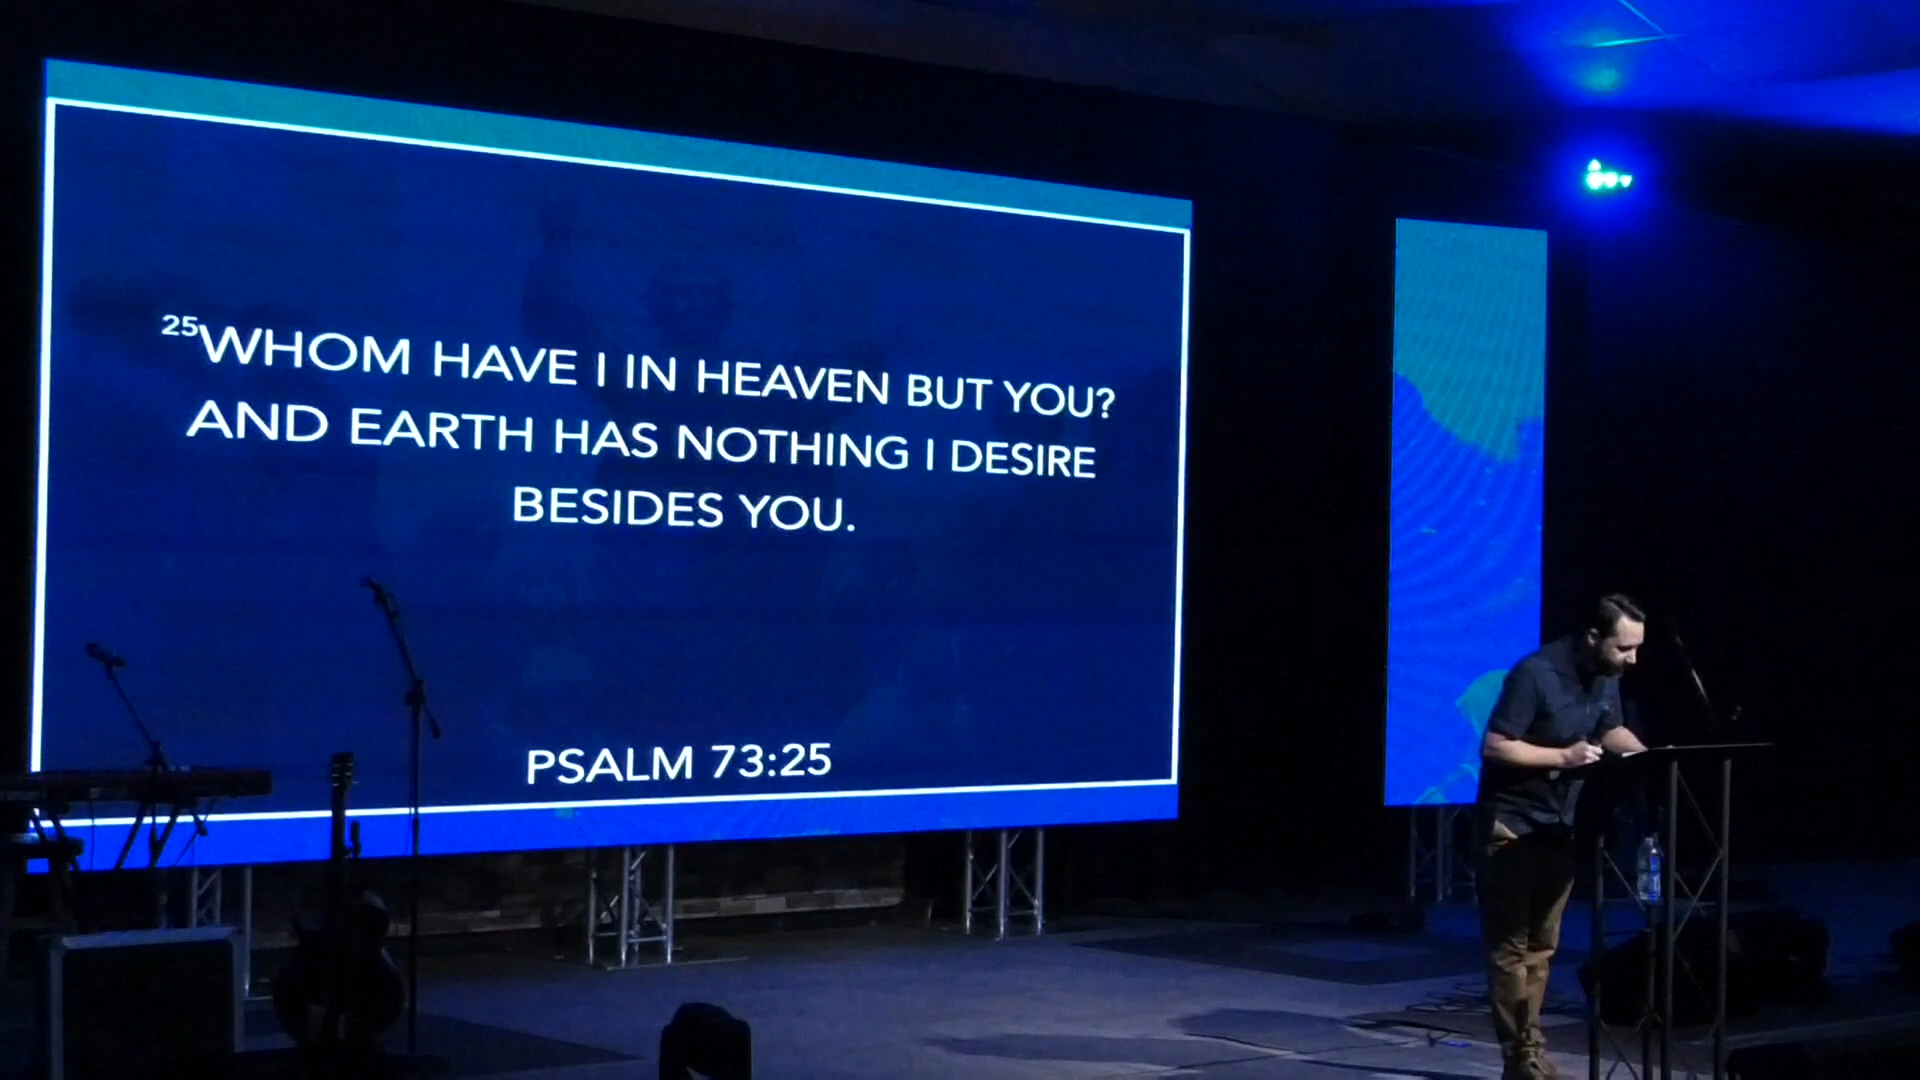 25WHOM HAVE I IN HEAVEN BUT YOU?
AND EARTH HAS NOTHING I DESIRE
BESIDES YOU.
PSALM 73:25